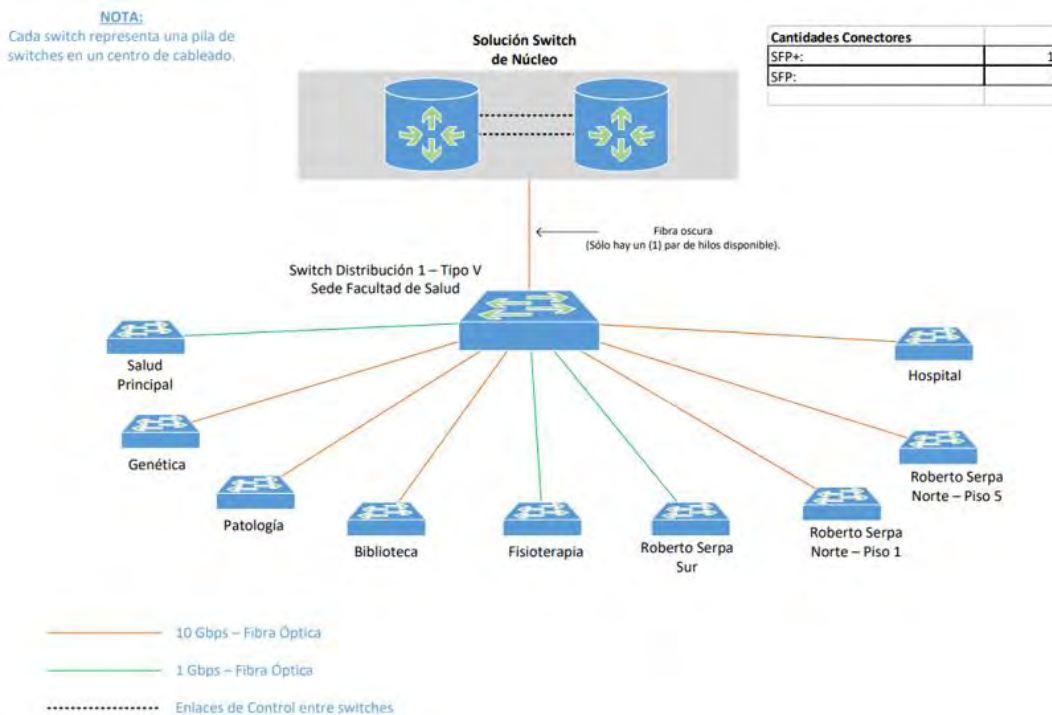 NOTA:
Cada switch representa una pila de
switches en un centro de cableado.
Solución Switch
de Núcleo
Cantidades Conectores
SFP+: 1
SFP:
Fibra oscura
(Sólo hay un (1) par de hilos disponible).
Switch Distribución 1 – Tipo V
Sede Facultad de Salud
Salud
Principal
Hospital
Genética
Roberto Serpa
Norte – Piso 5
Patología
Biblioteca
Fisioterapia
Roberto Serpa
Sur
Roberto Serpa
Norte – Piso 1
10 Gbps – Fibra Óptica
1 Gbps – Fibra Óptica
Enlaces de Control entre switches